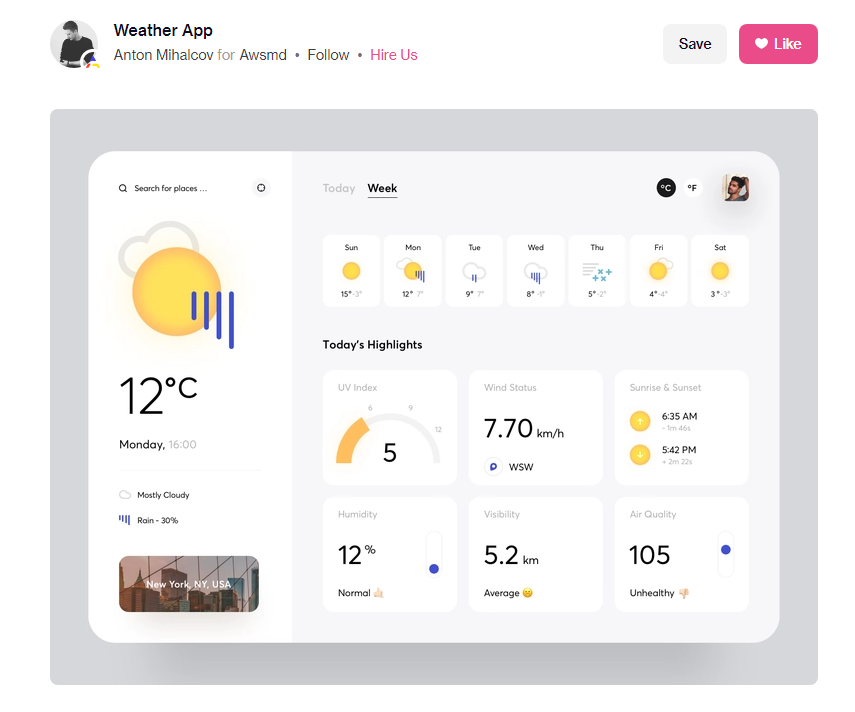 Weather App
Anton Mihalcov for Awsmd • Follow • Hire Us
Save
Like
Search for places ...
Today Week
°C °F
Sun Mon Tue Wed Thu Fri Sat
15° -3° 12° 7° 9° 7° 8° -1° 5° -2° 4° -4° 3° -3°
12°C
Monday, 16:00
Mostly Cloudy
Rain - 30%
New York, NY, USA
Today's Highlights
UV Index
6 9 12
5
Wind Status
7.70 km/h
WSW
Sunrise & Sunset
6:35 AM
- 1m 46s
5:42 PM
+ 2m 22s
Humidity
12 %
Normal
Visibility
5.2 km
Average
Air Quality
105
Unhealthy